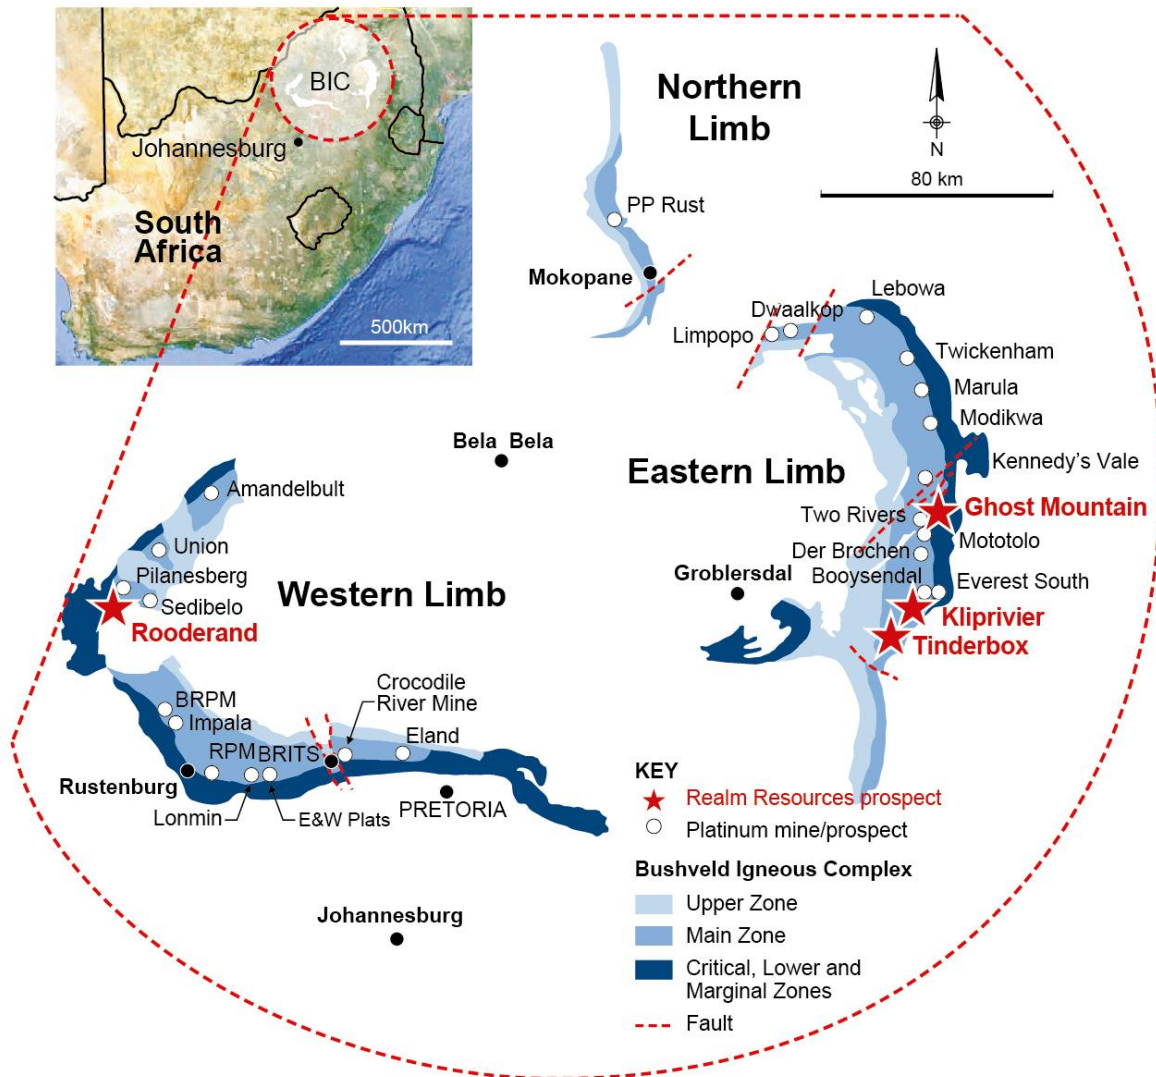 BIC
Johannesburg
South
Africa
500km
Northern
Limb
N
80 km
PP Rust
Mokopane
Lebowa
Dwaalkop
Limpopo
Twickenham
Marula
Modikwa
Bela Bela
Eastern Limb
Kennedy's Vale
Amandelbult
Ghost Mountain
Two Rivers
Mototolo
Union
Der Brochen
Pilanesberg
Western Limb
Groblersdal
Booysendal
Everest South
Sedibelo
Rooderand
Kliprivier
Tinderbox
Crocodile
River Mine
BRPM
Impala
Eland
RPM
BRITS
Rustenburg
Lonmin
E&W Plats
PRETORIA
Johannesburg
KEY
Realm Resources prospect
Platinum mine/prospect
Bushveld Igneous Complex
Upper Zone
Main Zone
Critical, Lower and
Marginal Zones
Fault